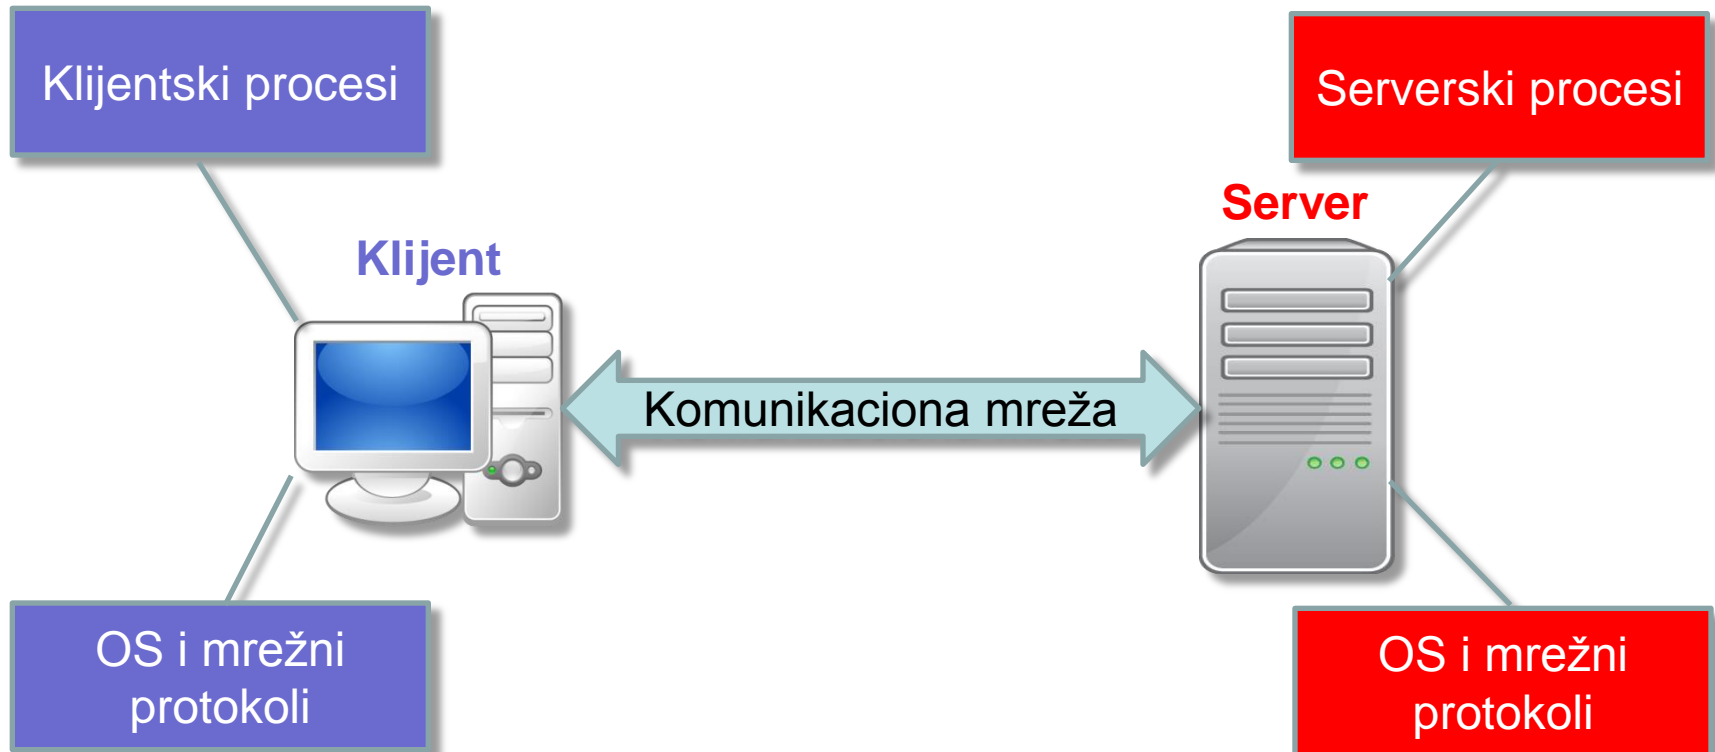 Klijentski procesi
Serverski procesi
Server
Klijent
Komunikaciona mreža
OS i mrežni
protokoli
OS i mrežni
protokoli